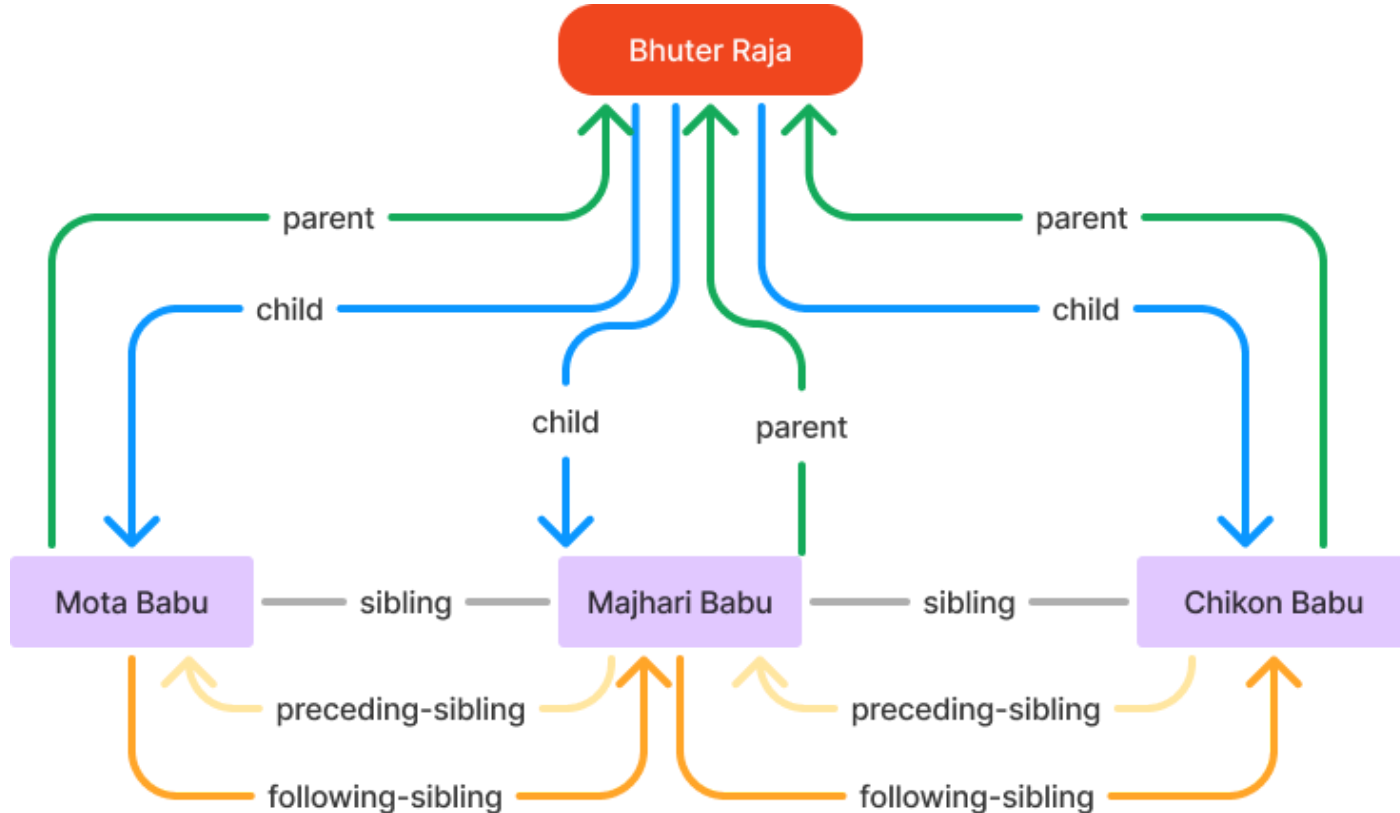 Bhuter Raja
parent
parent
child
child
child
parent
Mota Babu
sibling
Majhari Babu
sibling
Chikon Babu
preceding-sibling
preceding-sibling
following-sibling
following-sibling